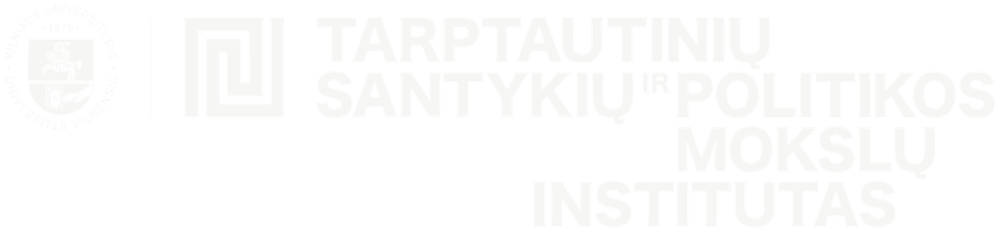 VILNIAUS UNIVERSITETAS
· 1579 ·
UNIVERSITAS VILNENSIS
TARPTAUTINIŲ
SANTYKIŲ IR POLITIKOS
MOKSLŲ
INSTITUTAS